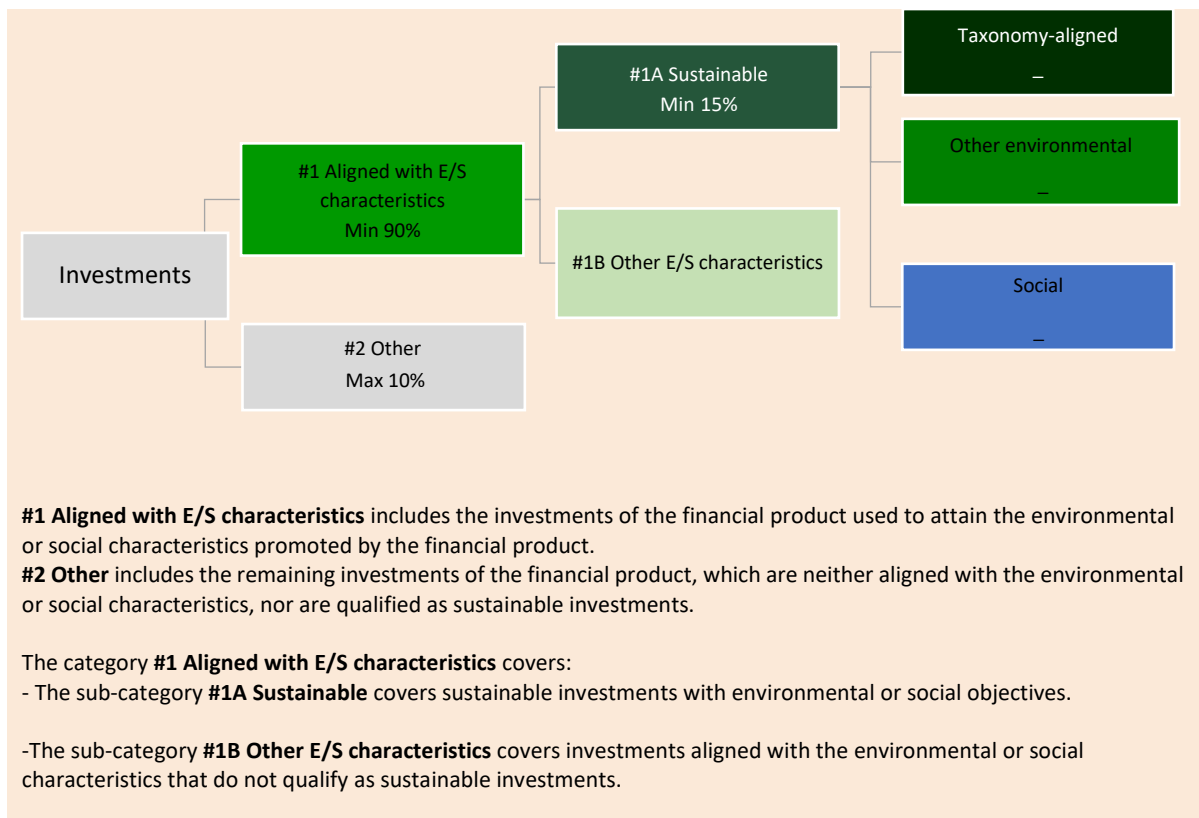 Taxonomy-aligned
_
#1A Sustainable
Min 15%
Other environmental
_
#1 Aligned with E/S
characteristics
Min 90%
#1B Other E/S characteristics
Investments
Social
_
#2 Other
Max 10%
#1 Aligned with E/S characteristics includes the investments of the financial product used to attain the environmental
or social characteristics promoted by the financial product.
#2 Other includes the remaining investments of the financial product, which are neither aligned with the environmental
or social characteristics, nor are qualified as sustainable investments.
The category #1 Aligned with E/S characteristics covers:
- The sub-category #1A Sustainable covers sustainable investments with environmental or social objectives.
-The sub-category #1B Other E/S characteristics covers investments aligned with the environmental or social
characteristics that do not qualify as sustainable investments.